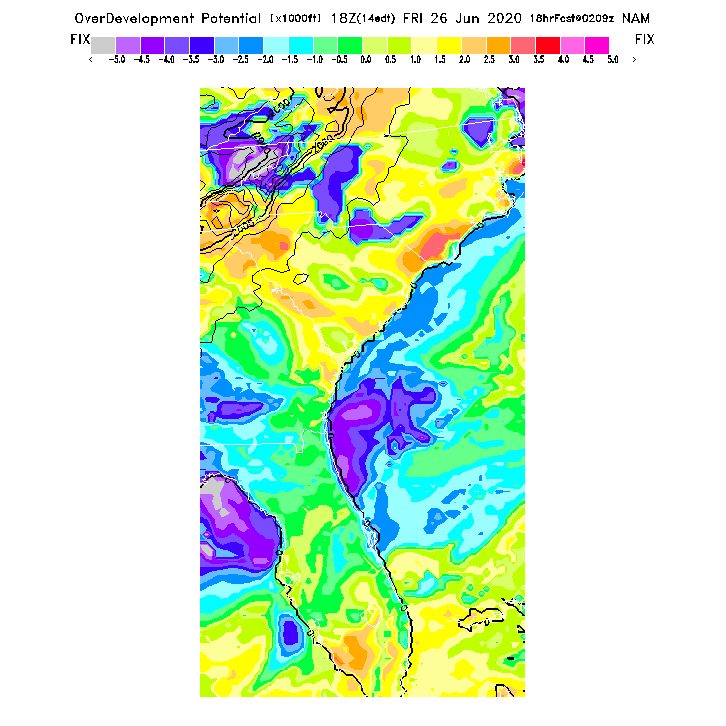 OverDevelopment Potential [x1000ft] 18Z(14edt) FRI 26 Jun 2020 18hrFcst@0209z NAM
FIX FIX
< -5.0 -4.5 -4.0 -3.5 -3.0 -2.5 -2.0 -1.5 -1.0 -0.5 0.0 0.5 1.0 1.5 2.0 2.5 3.0 3.5 4.0 4.5 5.0 >